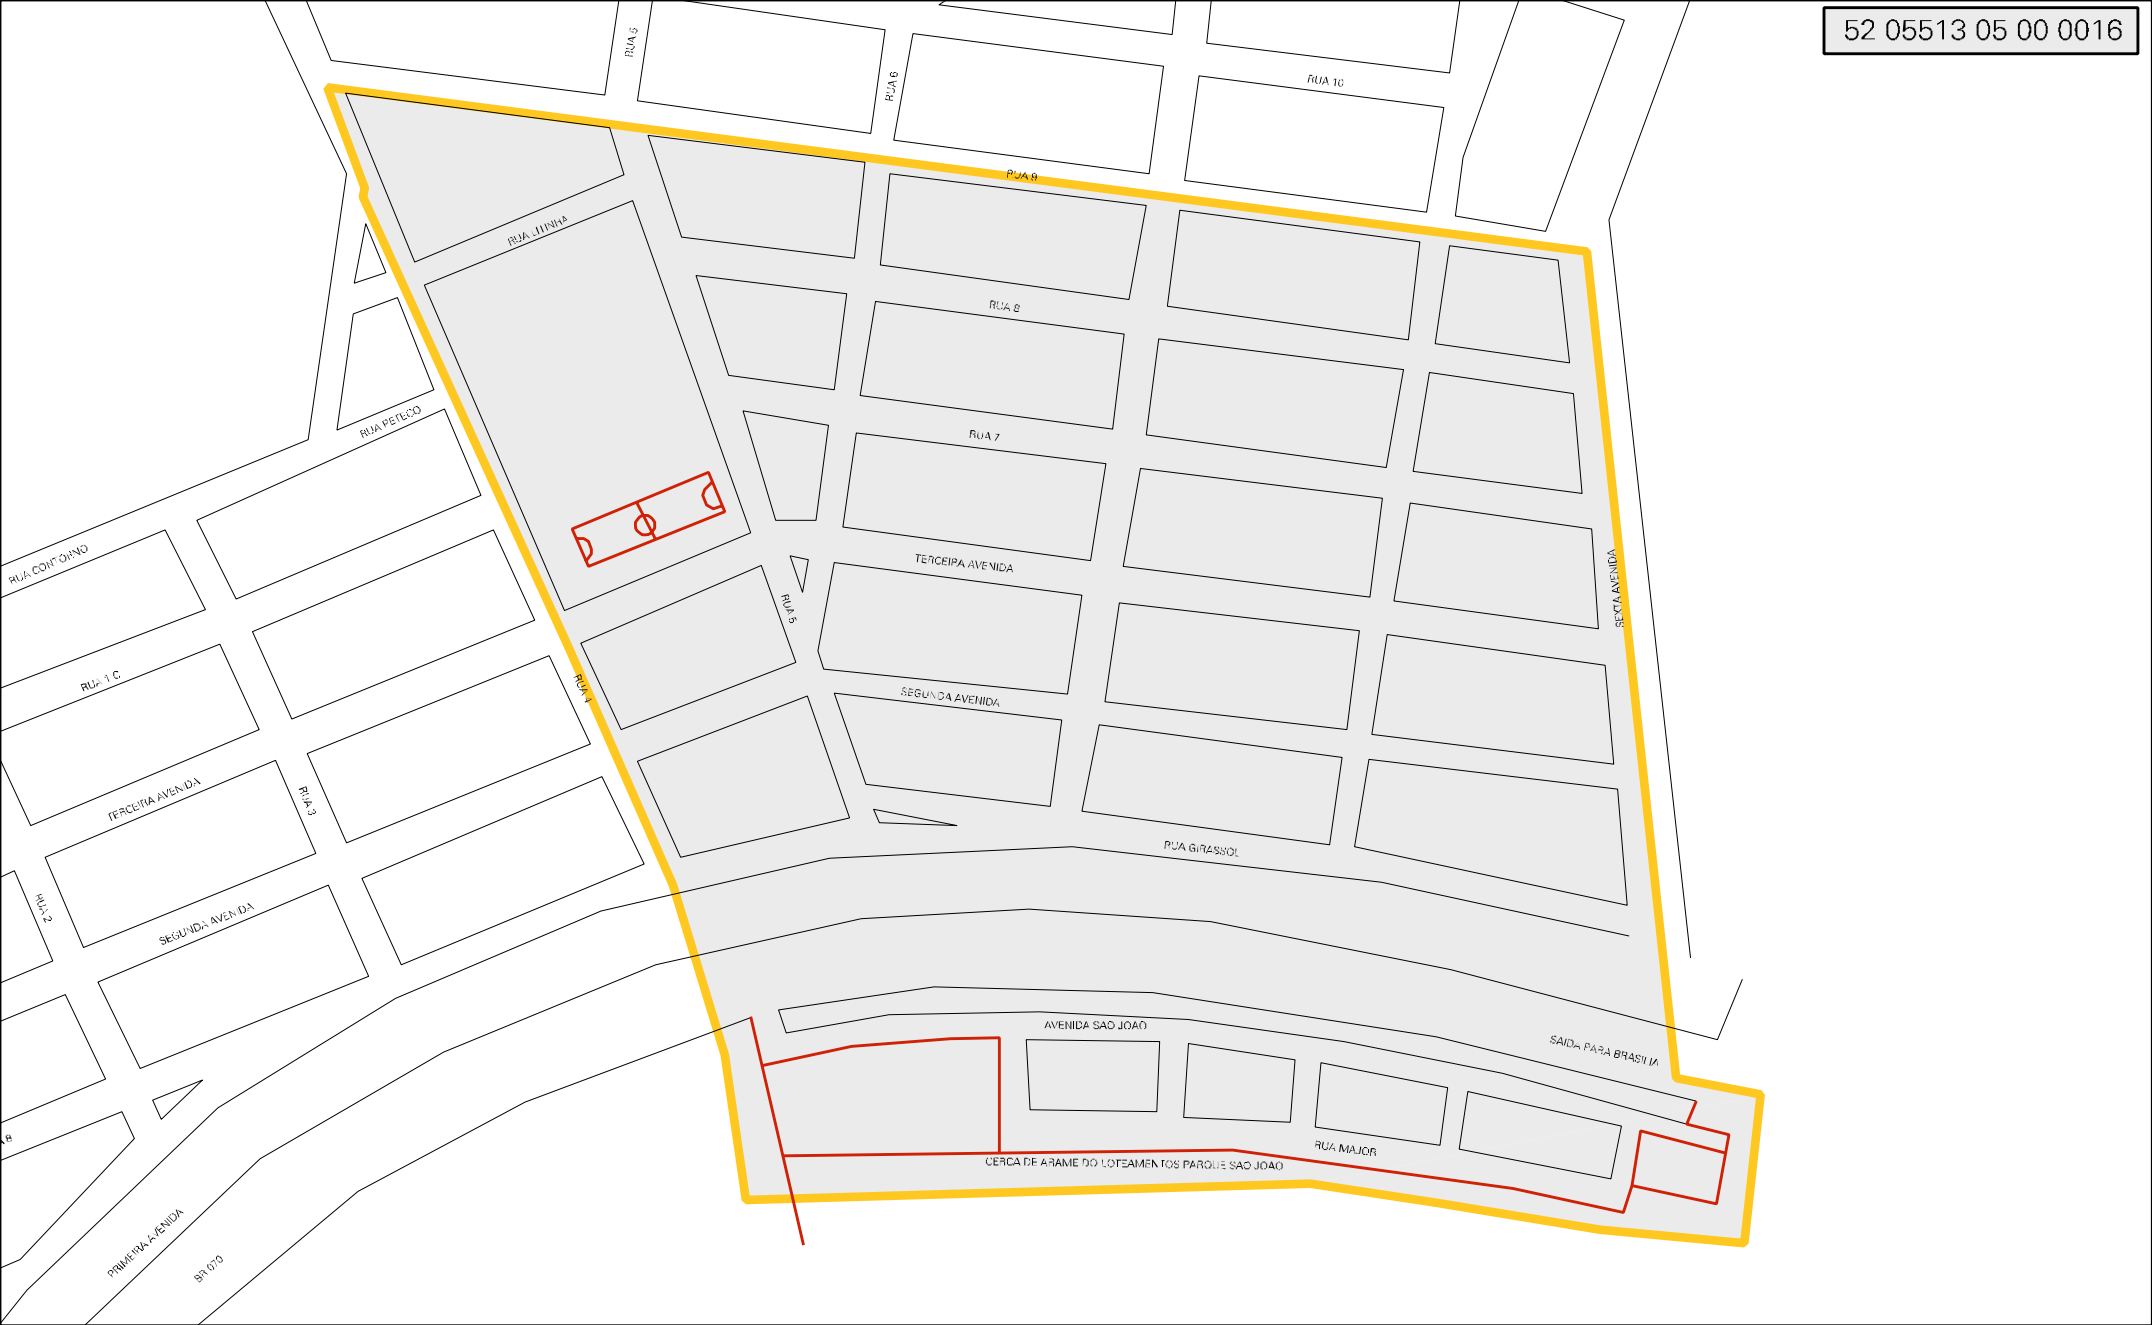 52 05513 05 00 0016
RUA 5
RUA 6
RUA 10
RUA 9
RUA JUINHA
RUA 8
RUA PETECO
RUA 7
RUA CONTORNO
TERCEIRA AVENIDA
SEXTA AVENIDA
RUA 5
RUA 1 C
RUA 4
SEGUNDA AVENIDA
TERCEIRA AVENIDA
RUA 3
RUA GIRASSOL
RUA 2
SEGUNDA AVENIDA
AVENIDA SAO JOAO
SAIDA PARA BRASILIA
RUA MAJOR
CERCA DE ARAME DO LOTEAMENTOS PARQUE SAO JOAO
PRIMEIRA AVENIDA
BR 070